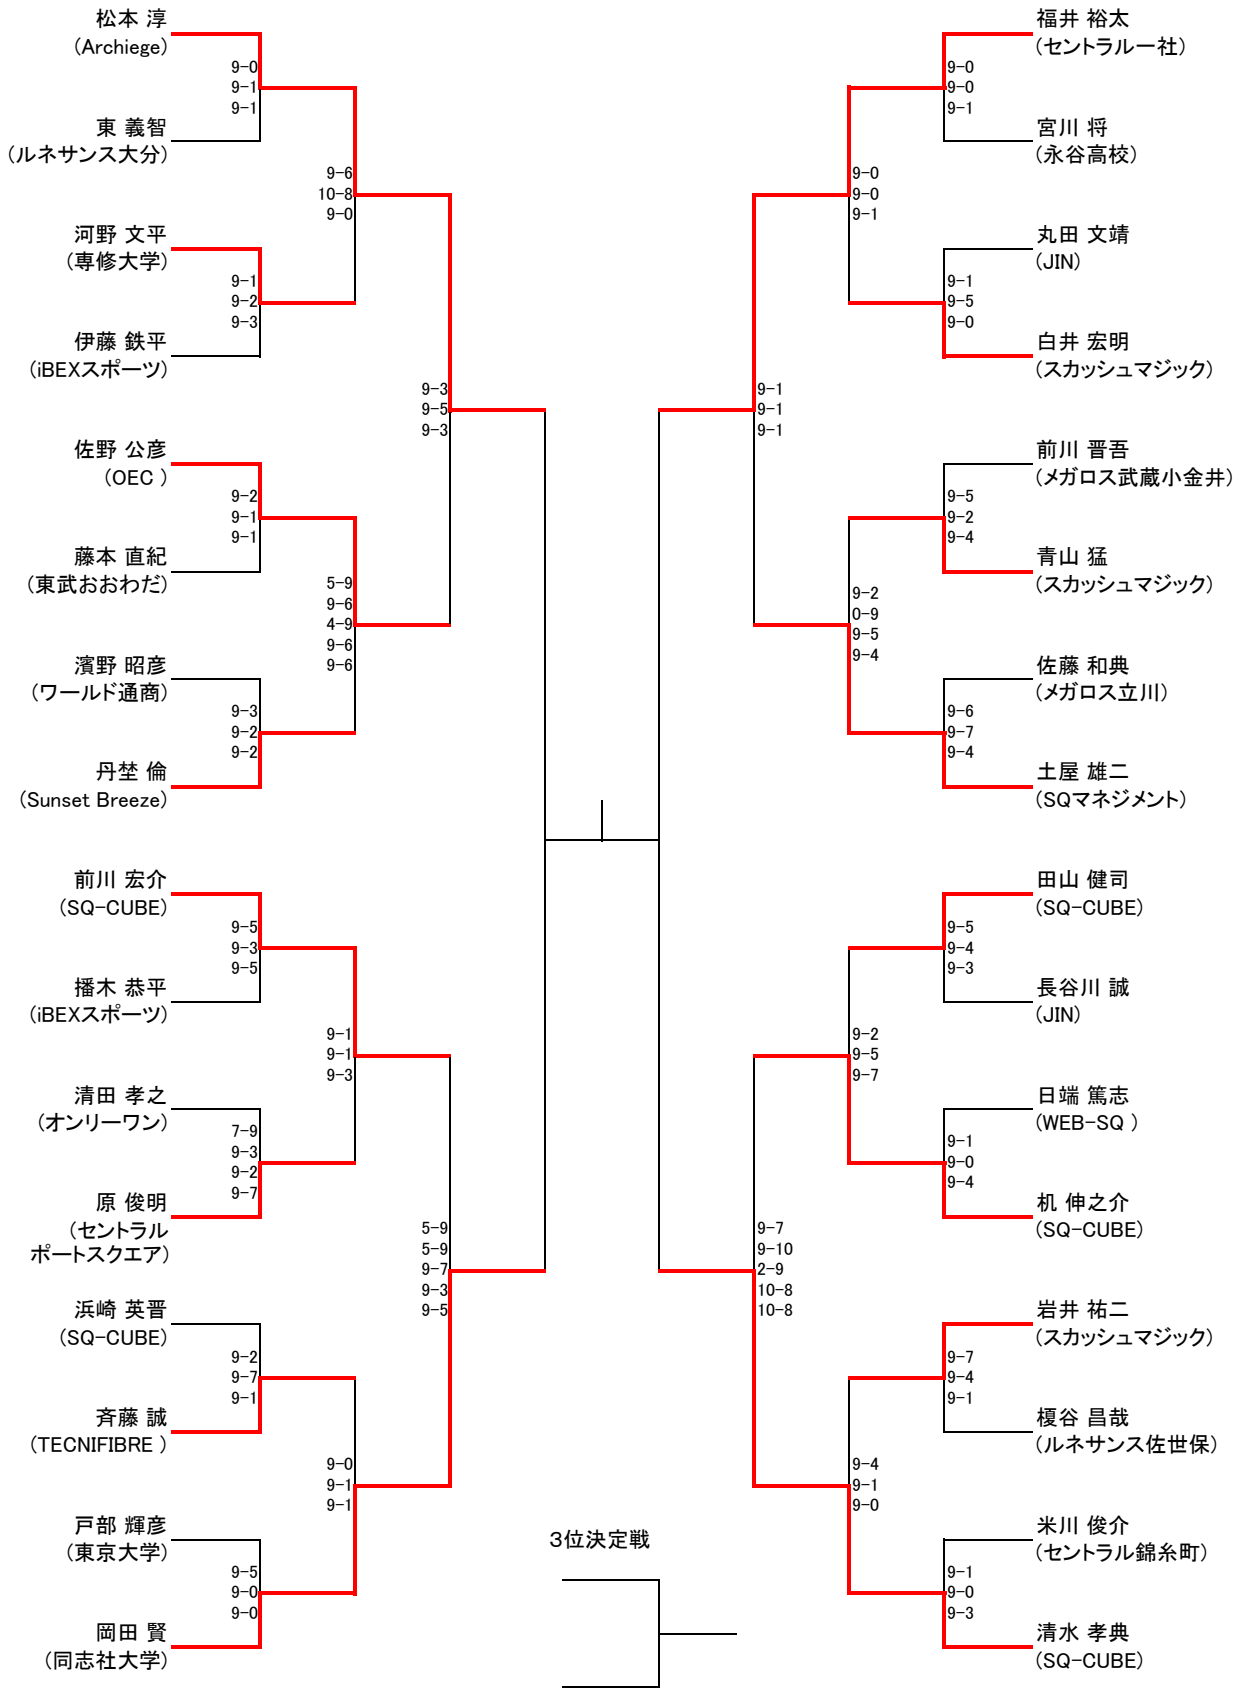 松本 淳
(Archiege)
9-0
9-1
9-1
東 義智
(ルネサンス大分)
9-6
10-8
9-0
河野 文平
(専修大学)
9-1
9-2
9-3
伊藤 鉄平
(iBEXスポーツ)
9-3
9-5
9-3
佐野 公彦
(OEC )
9-2
9-1
9-1
藤本 直紀
(東武おおわだ)
5-9
9-6
4-9
9-6
9-6
濱野 昭彦
(ワールド通商)
9-3
9-2
9-2
丹埜 倫
(Sunset Breeze)
前川 宏介
(SQ-CUBE)
9-5
9-3
9-5
播木 恭平
(iBEXスポーツ)
9-1
9-1
9-3
清田 孝之
(オンリーワン)
7-9
9-3
9-2
9-7
原 俊明
(セントラル
ポートスクエア)
5-9
5-9
9-7
9-3
9-5
浜崎 英晋
(SQ-CUBE)
9-2
9-7
9-1
斉藤 誠
(TECNIFIBRE )
9-0
9-1
9-1
戸部 輝彦
(東京大学)
9-5
9-0
9-0
岡田 賢
(同志社大学)
福井 裕太
(セントラル一社)
9-0
9-0
9-1
宮川 将
(永谷高校)
9-0
9-0
9-1
丸田 文靖
(JIN)
9-1
9-5
9-0
白井 宏明
(スカッシュマジック)
9-1
9-1
9-1
前川 晋吾
(メガロス武蔵小金井)
9-5
9-2
9-4
青山 猛
(スカッシュマジック)
9-2
0-9
9-5
9-4
佐藤 和典
(メガロス立川)
9-6
9-7
9-4
土屋 雄二
(SQマネジメント)
田山 健司
(SQ-CUBE)
9-5
9-4
9-3
長谷川 誠
(JIN)
9-2
9-5
9-7
日端 篤志
(WEB-SQ )
9-1
9-0
9-4
机 伸之介
(SQ-CUBE)
9-7
9-10
2-9
10-8
10-8
岩井 祐二
(スカッシュマジック)
9-7
9-4
9-1
榎谷 昌哉
(ルネサンス佐世保)
9-4
9-1
9-0
米川 俊介
(セントラル錦糸町)
9-1
9-0
9-3
清水 孝典
(SQ-CUBE)
3位決定戦